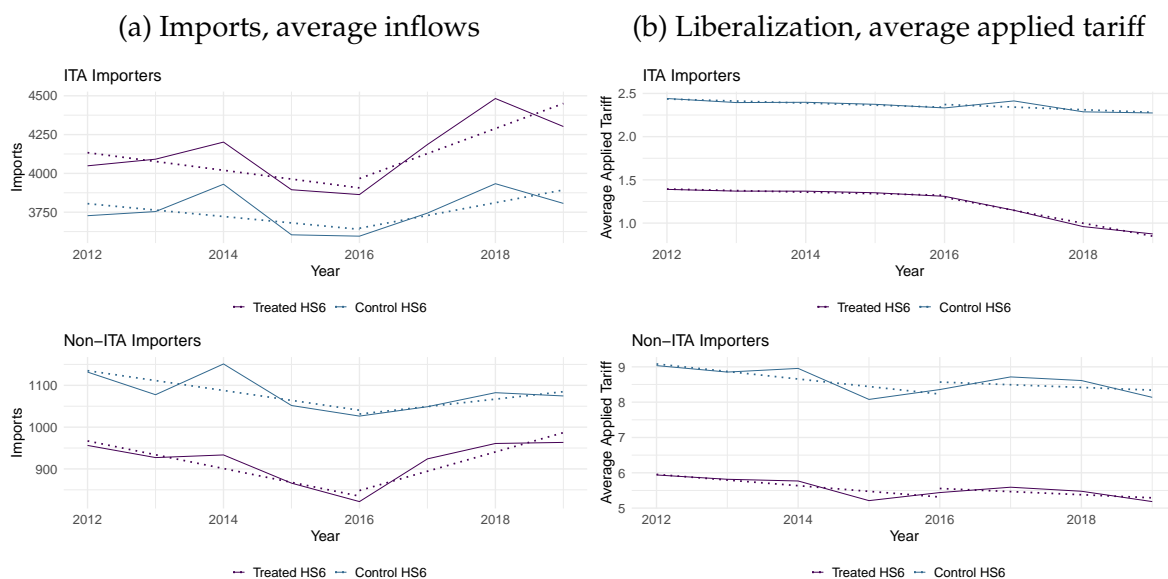 (a) Imports, average inflows
ITA Importers
4500
4250
4000
3750
Imports
2012 2014 2016 2018
Year
Treated HS6 Control HS6
Non−ITA Importers
1100
1000
900
Imports
2012 2014 2016 2018
Year
Treated HS6 Control HS6
(b) Liberalization, average applied tariff
ITA Importers
2.5
2.0
1.5
1.0
Average Applied Tariff
2012 2014 2016 2018
Year
Treated HS6 Control HS6
Non−ITA Importers
9
8
7
6
5
Average Applied Tariff
2012 2014 2016 2018
Year
Treated HS6 Control HS6